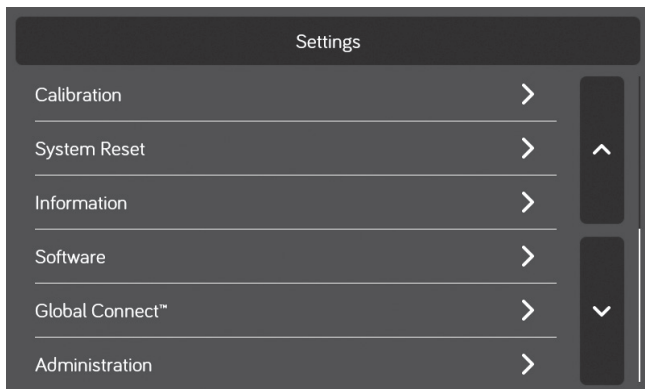 Settings
Calibration
System Reset
Information
Software
Global Connect™
Administration